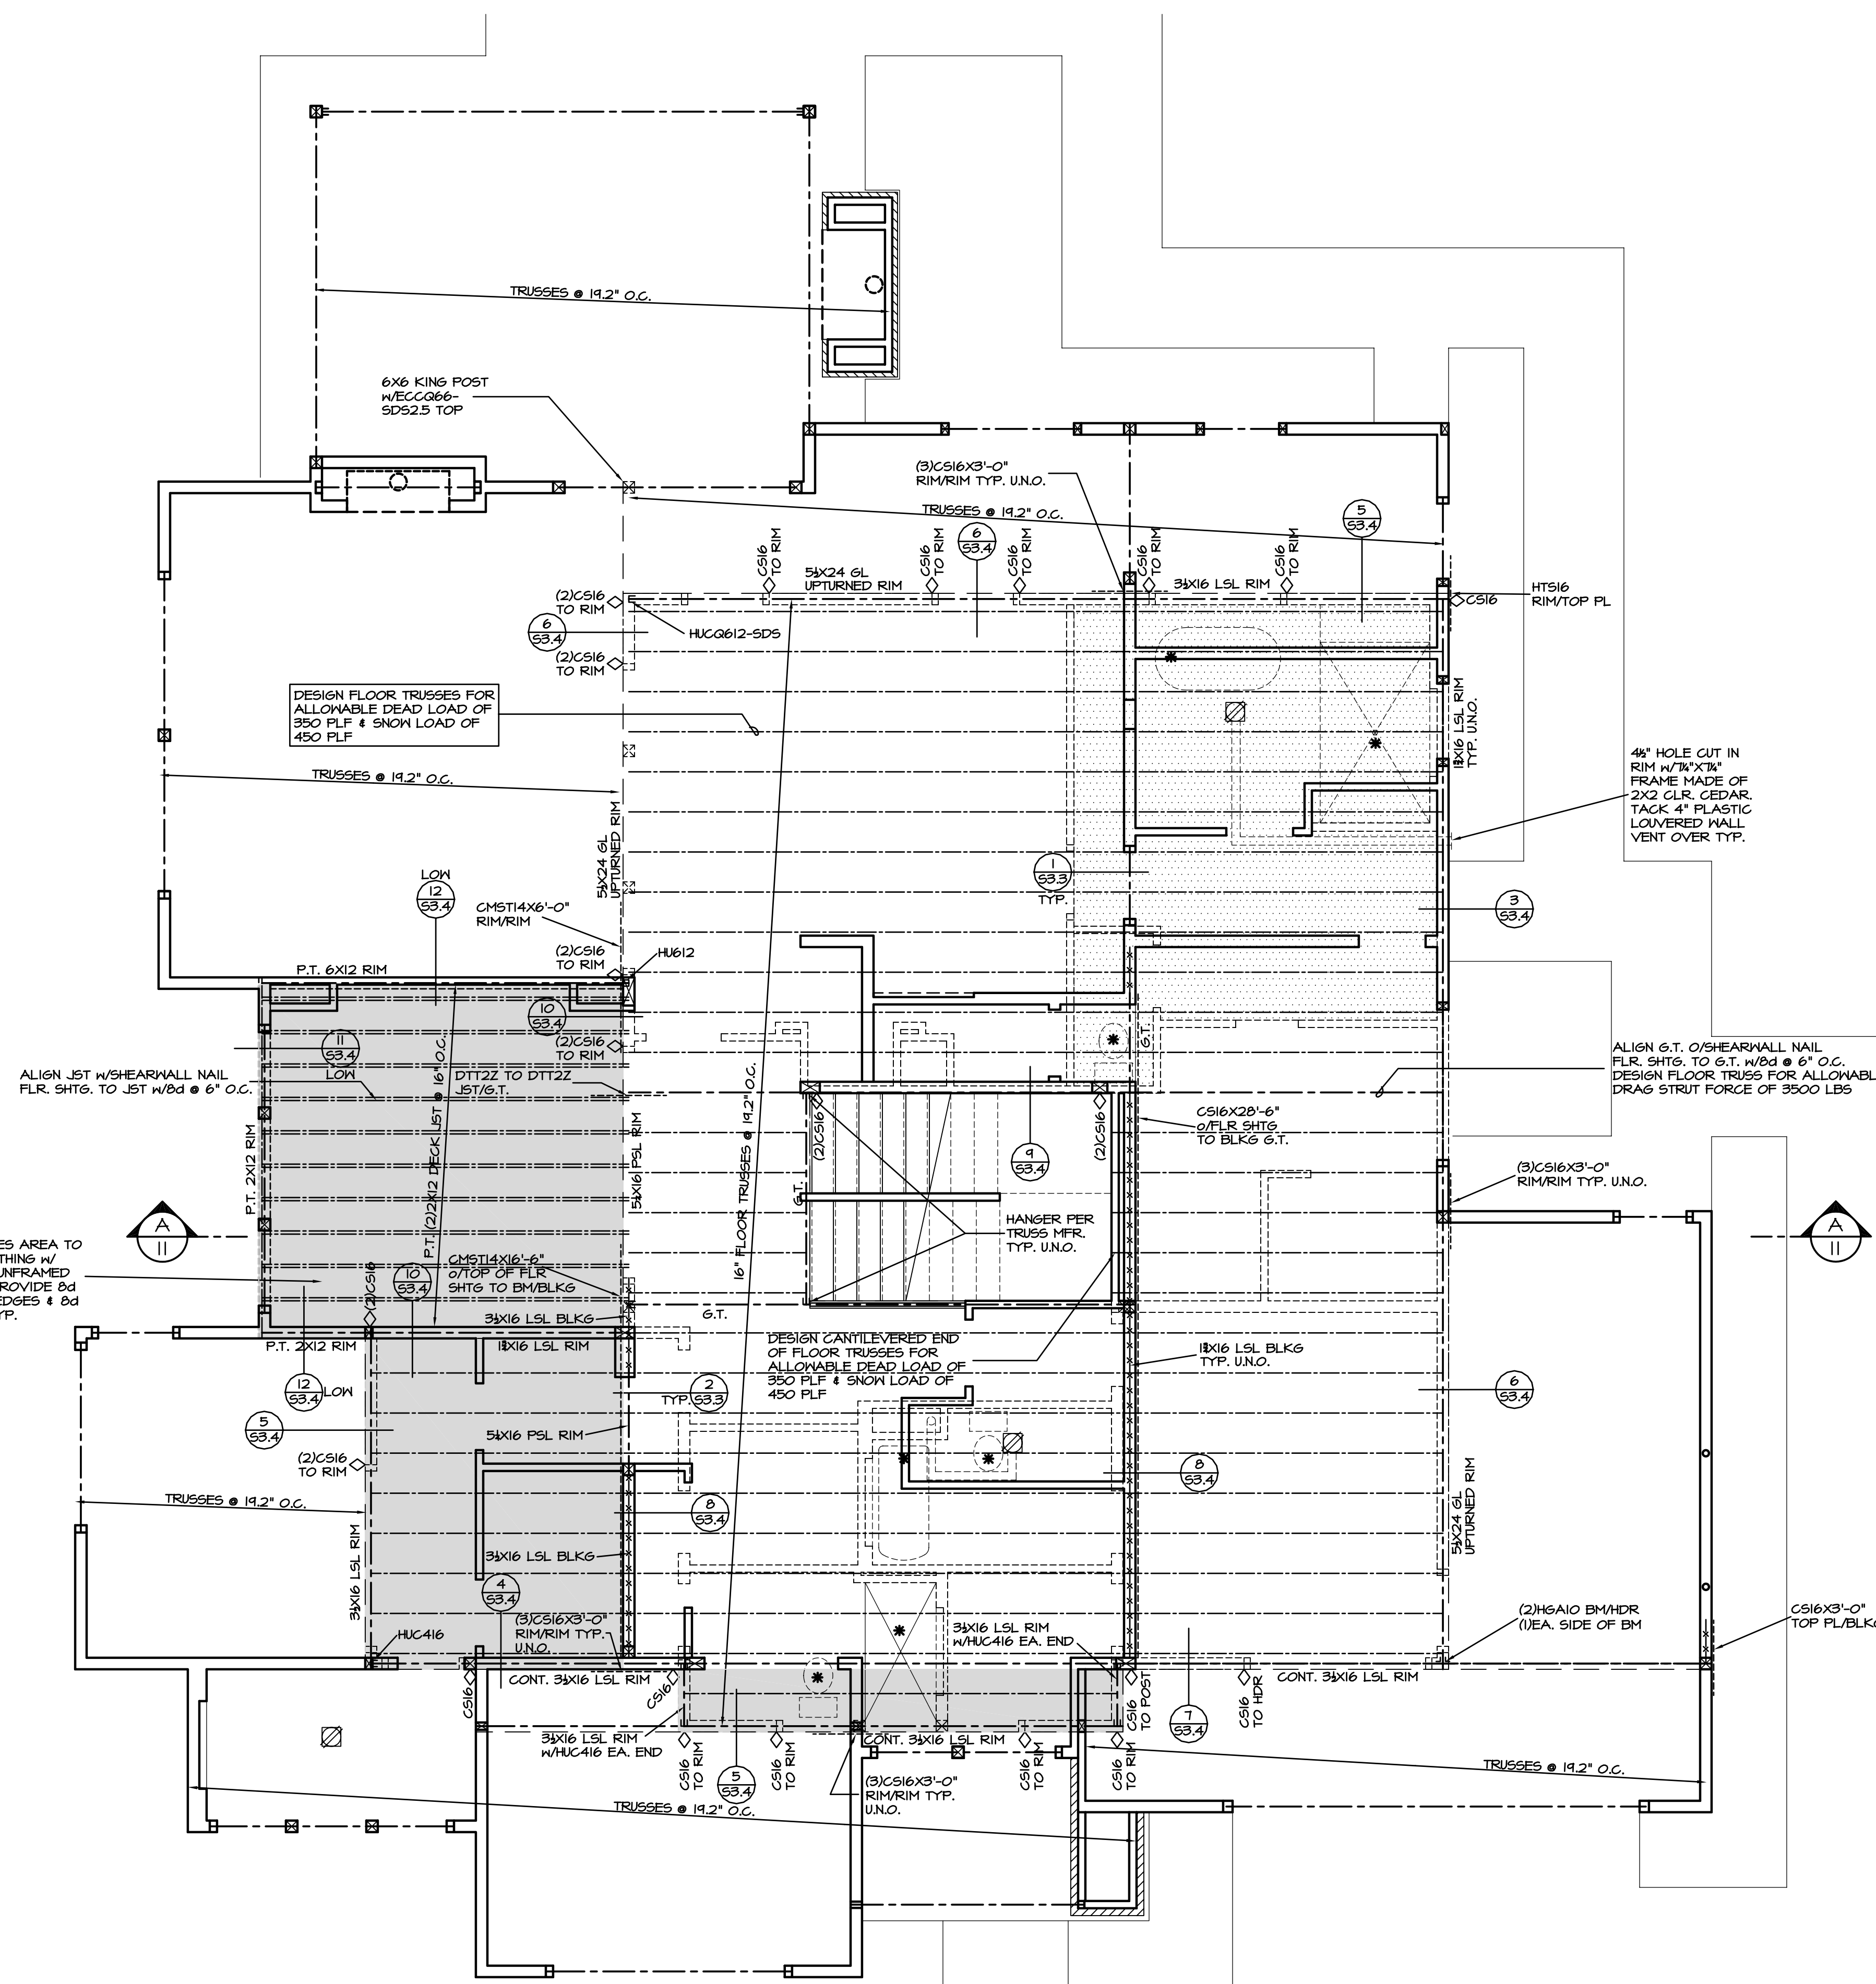 TRUSSES @ 19.2" O.C.
6X6 KING POST
w/ECCQ66-
SDS2.5 TOP
(3)CS16X3'-0"
RIM/RIM TYP. U.N.O.
TRUSSES @ 19.2" O.C.
5
S3.4
6
S3.4
CS16
TO RIM
CS16
TO RIM
CS16
TO RIM
CS16
TO RIM
CS16
TO RIM
5½X24 GL
UPTURNED RIM
3½X16 LSL RIM
(2)CS16
TO RIM
CS16
HTS16
RIM/TOP PL
6
S3.4
HUCQ612-SDS
(2)CS16
TO RIM
DESIGN FLOOR TRUSSES FOR
ALLOWABLE DEAD LOAD OF
350 PLF & SNOW LOAD OF
450 PLF
1¾X16 LSL RIM
TYP. U.N.O.
TRUSSES @ 19.2" O.C.
4½" HOLE CUT IN
RIM w/7¼"X7¼"
FRAME MADE OF
2X2 CLR. CEDAR.
TACK 4" PLASTIC
LOUVERED WALL
VENT OVER TYP.
5½X24 GL
UPTURNED RIM
LOW
12
S3.4
1
S3.3
TYP.
3
S3.4
CMST14X6'-0"
RIM/RIM
(2)CS16
TO RIM
HU612
P.T. 6X12 RIM
10
S3.4
11
S3.4
LOW
(2)CS16
TO RIM
G.T.
ALIGN JST w/SHEARWALL NAIL
FLR. SHTG. TO JST w/8d @ 6" O.C.
DTT2Z TO DTT2Z
JST/G.T.
ALIGN G.T. O/SHEARWALL NAIL
FLR. SHTG. TO G.T. w/8d @ 6" O.C.
DESIGN FLOOR TRUSS FOR ALLOWABLE
DRAG STRUT FORCE OF 3500 LBS
P.T. 2X12 RIM
P.T. (2)2X12 DECK JST @ 16" O.C.
5¼X16 PSL RIM
16" FLOOR TRUSSES @ 19.2" O.C.
(2)CS16
(2)CS16
CS16X28'-6"
o/FLR SHTG
TO BLKG G.T.
9
S3.4
G.T.
(3)CS16X3'-0"
RIM/RIM TYP. U.N.O.
HANGER PER
TRUSS MFR.
TYP. U.N.O.
A
11
A
11
ES AREA TO
THING w/
UNFRAMED
ROVIDE 8d
EDGES & 8d
YP.
CMST14X16'-6"
o/TOP OF FLR
SHTG TO BM/BLKG
10
S3.4
(2)CS16
3½X16 LSL BLKG
G.T.
P.T. 2X12 RIM
1¾X16 LSL RIM
DESIGN CANTILEVERED END
OF FLOOR TRUSSES FOR
ALLOWABLE DEAD LOAD OF
350 PLF & SNOW LOAD OF
450 PLF
1¾X16 LSL BLKG
TYP. U.N.O.
12
S3.4
LOW
TYP.
2
S3.3
6
S3.4
5
S3.4
5¼X16 PSL RIM
(2)CS16
TO RIM
8
S3.4
TRUSSES @ 19.2" O.C.
8
S3.4
5½X24 GL
UPTURNED RIM
3½X16 LSL RIM
3½X16 LSL BLKG
4
S3.4
(3)CS16X3'-0"
RIM/RIM TYP.
U.N.O.
HUC416
3½X16 LSL RIM
w/HUC416 EA. END
(2)HGA10 BM/HDR
(1)EA. SIDE OF BM
CS16X3'-0"
TOP PL/BLKG
CS16
CONT. 3½X16 LSL RIM
CS16
CS16
TO POST
7
S3.4
CS16
TO HDR
CONT. 3½X16 LSL RIM
3½X16 LSL RIM
w/HUC416 EA. END
CONT. 3½X16 LSL RIM
CS16
TO RIM
5
S3.4
CS16
TO RIM
(3)CS16X3'-0"
RIM/RIM TYP.
U.N.O.
CS16
TO RIM
CS16
TO RIM
TRUSSES @ 19.2" O.C.
TRUSSES @ 19.2" O.C.